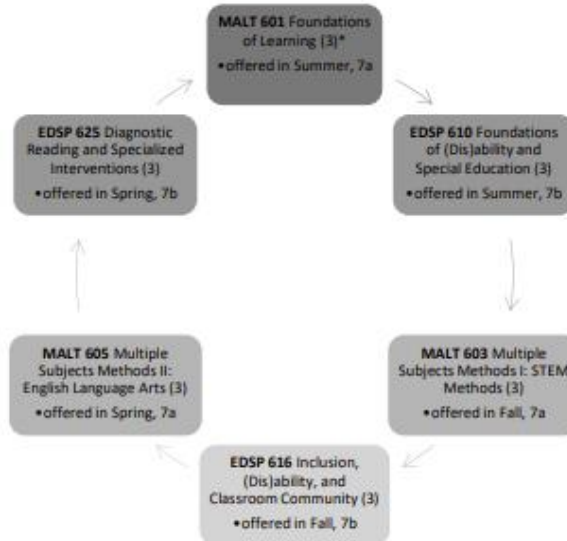 MALT 601 Foundations
of Learning (3)*
•offered in Summer, 7a
EDSP 610 Foundations
of (Dis)ability and
Special Education (3)
•offered in Summer, 7b
MALT 603 Multiple
Subjects Methods I: STEM
Methods (3)
•offered in Fall, 7a
EDSP 616 Inclusion,
(Dis)ability, and
Classroom Community (3)
•offered in Fall, 7b
MALT 605 Multiple
Subjects Methods II:
English Language Arts (3)
•offered in Spring, 7a
EDSP 625 Diagnostic
Reading and Specialized
Interventions (3)
•offered in Spring, 7b